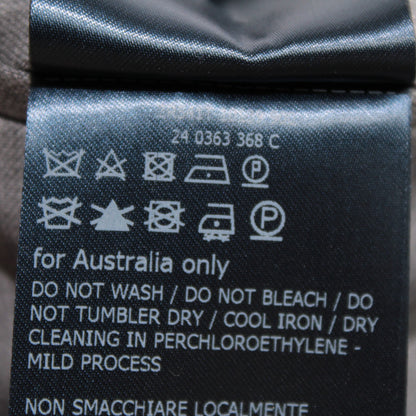 24 0363 368 C
P
P
for Australia only
DO NOT WASH / DO NOT BLEACH / DO
NOT TUMBLER DRY / COOL IRON / DRY
CLEANING IN PERCHLOROETHYLENE -
MILD PROCESS
NON SMACCHIARE LOCALMENTE